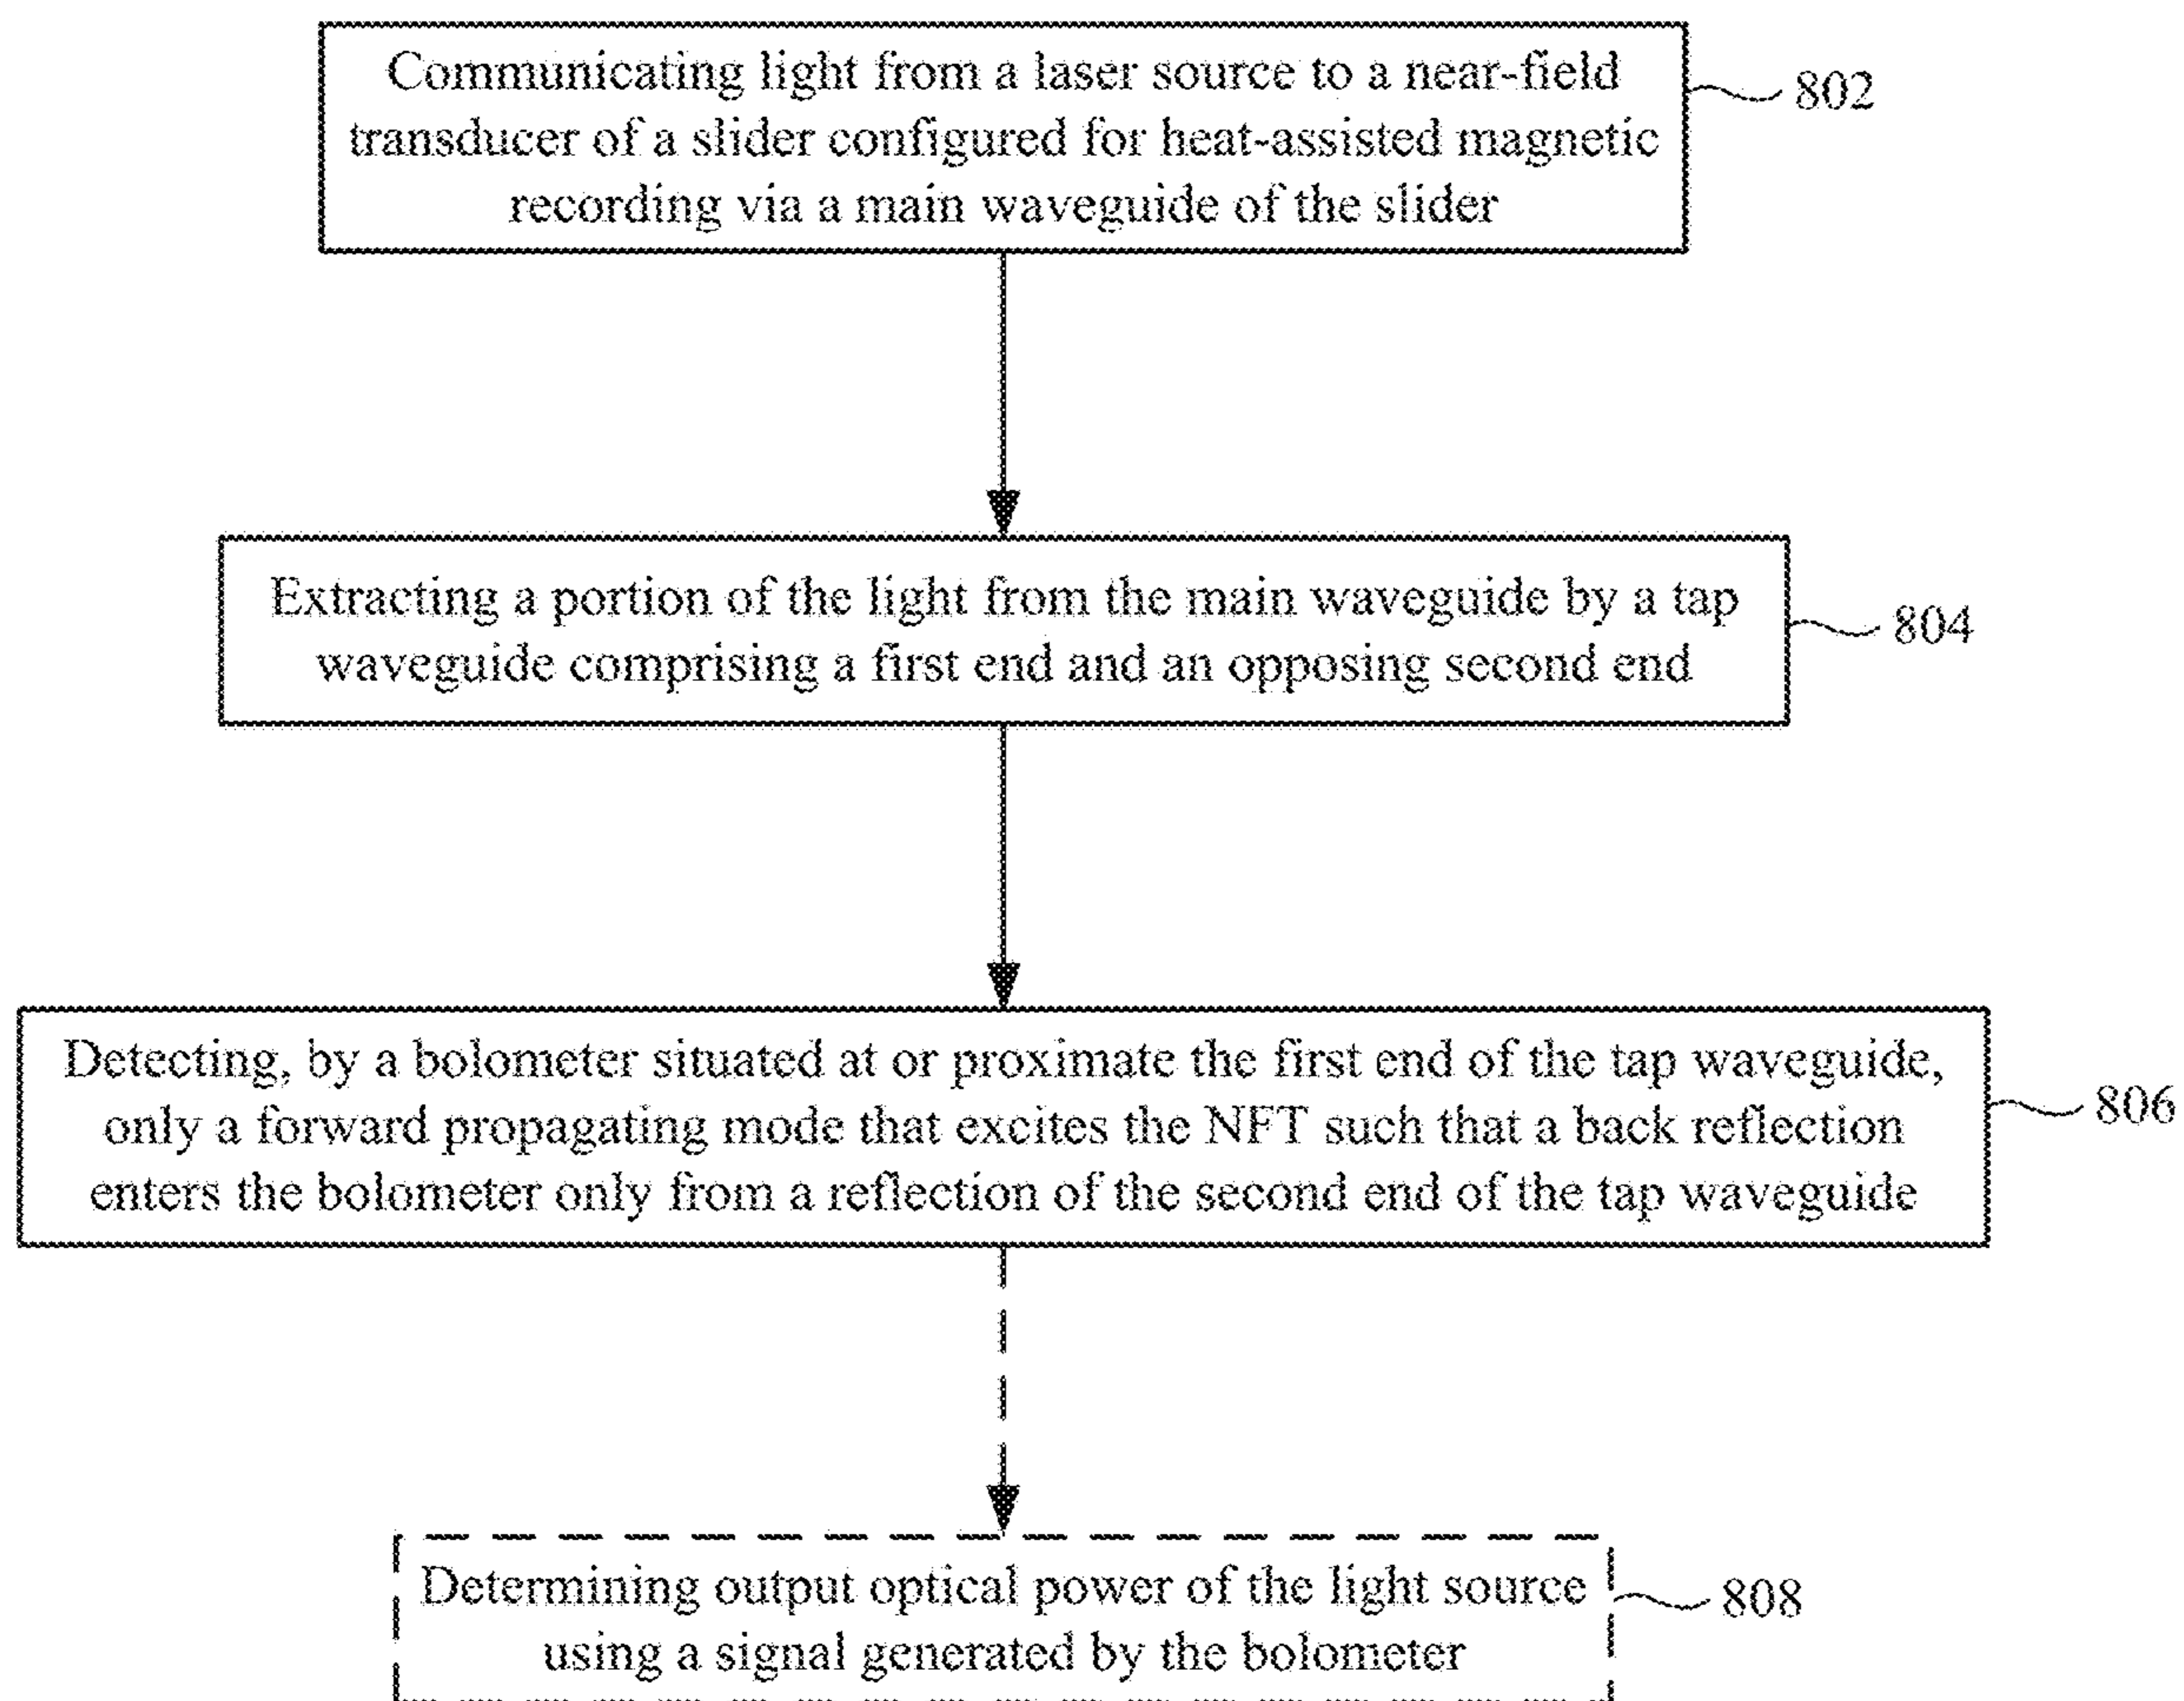 Communicating light from a laser source to a near-field
transducer of a slider configured for heat-assisted magnetic
recording via a main waveguide of the slider
802
Extracting a portion of the light from the main waveguide by a tap
waveguide comprising a first end and an opposing second end
804
Detecting, by a bolometer situated at or proximate the first end of the tap waveguide,
only a forward propagating mode that excites the NFT such that a back reflection
enters the bolometer only from a reflection of the second end of the tap waveguide
806
Determining output optical power of the light source
using a signal generated by the bolometer
808